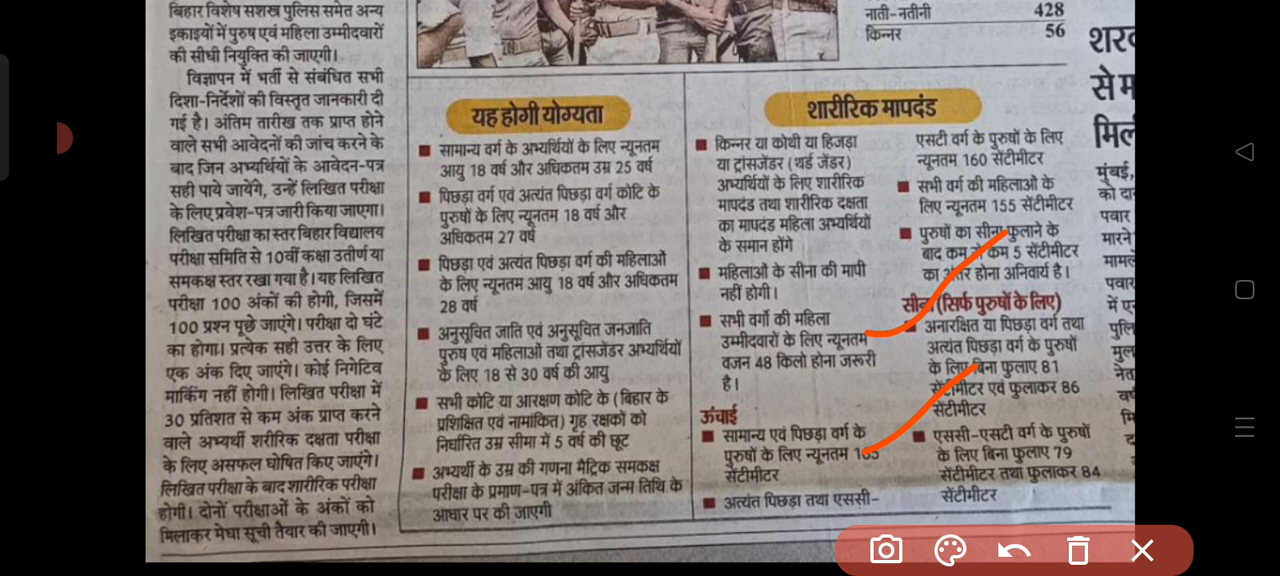 बिहार विशेष सशस्त्र पुलिस समेत अन्य
इकाइयों में पुरुष एवं महिला उम्मीदवारों
की सीधी नियुक्ति की जाएगी।
विज्ञापन में भर्ती से संबंधित सभी
दिशा-निर्देशों की विस्तृत जानकारी दी
गई है। अंतिम तारीख तक प्राप्त होने
वाले सभी आवेदनों की जांच करने के
बाद जिन अभ्यर्थियों के आवेदन-पत्र
सही पाये जायेंगे, उन्हें लिखित परीक्षा
के लिए प्रवेश-पत्र जारी किया जाएगा।
लिखित परीक्षा का स्तर बिहार विद्यालय
परीक्षा समिति से 10वीं कक्षा उतीर्ण या
समकक्ष स्तर रखा गया है। यह लिखित
परीक्षा 100 अंकों की होगी, जिसमें
100 प्रश्न पूछे जाएंगे। परीक्षा दो घंटे
का होगा। प्रत्येक सही उत्तर के लिए
एक अंक दिए जाएंगे। कोई निगेटिव
मार्किंग नहीं होगी। लिखित परीक्षा में
30 प्रतिशत से कम अंक प्राप्त करने
वाले अभ्यर्थी शारीरिक दक्षता परीक्षा
के लिए असफल घोषित किए जाएंगे।
लिखित परीक्षा के बाद शारीरिक परीक्षा
होगी। दोनों परीक्षाओं के अंकों को
मिलाकर मेधा सूची तैयार की जाएगी।
नाती-नतीनी 428
किन्नर 56
यह होगी योग्यता
सामान्य वर्ग के अभ्यर्थियों के लिए न्यूनतम
आयु 18 वर्ष और अधिकतम उम्र 25 वर्ष
पिछड़ा वर्ग एवं अत्यंत पिछड़ा वर्ग कोटि के
पुरुषों के लिए न्यूनतम 18 वर्ष और
अधिकतम 27 वर्ष
पिछड़ा एवं अत्यंत पिछड़ा वर्ग की महिलाओं
के लिए न्यूनतम आयु 18 वर्ष और अधिकतम
28 वर्ष
अनुसूचित जाति एवं अनुसूचित जनजाति
पुरुष एवं महिलाओं तथा ट्रांसजेंडर अभ्यर्थियों
के लिए 18 से 30 वर्ष की आयु
सभी कोटि या आरक्षण कोटि के (बिहार के
प्रशिक्षित एवं नामांकित) गृह रक्षकों को
निर्धारित उम्र सीमा में 5 वर्ष की छूट
अभ्यर्थी के उम्र की गणना मैट्रिक समकक्ष
परीक्षा के प्रमाण-पत्र में अंकित जन्म तिथि के
आधार पर की जाएगी
शारीरिक मापदंड
किन्नर या कोथी या हिजड़ा
या ट्रांसजेंडर (थर्ड जेंडर)
अभ्यर्थियों के लिए शारीरिक
मापदंड तथा शारीरिक दक्षता
का मापदंड महिला अभ्यर्थियों
के समान होंगे
महिलाओं के सीना की मापी
नहीं होगी।
सभी वर्गो की महिला
उम्मीदवारों के लिए न्यूनतम
वजन 48 किलो होना जरूरी
है।
ऊंचाई
सामान्य एवं पिछड़ा वर्ग के
पुरुषों के लिए न्यूनतम 165
सेंटीमीटर
अत्यंत पिछड़ा तथा एससी-
एसटी वर्ग के पुरुषों के लिए
न्यूनतम 160 सेंटीमीटर
सभी वर्ग की महिलाओं के
लिए न्यूनतम 155 सेंटीमीटर
पुरुषों का सीना फुलाने के
बाद कम से कम 5 सेंटीमीटर
का अंतर होना अनिवार्य है।
सीना (सिर्फ पुरुषों के लिए)
अनारक्षित या पिछड़ा वर्ग तथा
अत्यंत पिछड़ा वर्ग के पुरुषों
के लिए बिना फुलाए 81
सेंटीमीटर एवं फुलाकर 86
सेंटीमीटर
एससी-एसटी वर्ग के पुरुषों
के लिए बिना फुलाए 79
सेंटीमीटर तथा फुलाकर 84
सेंटीमीटर
से म
मुंबई,
को दा
पवार
मारने
मामल
पवार
में ए
पुलि